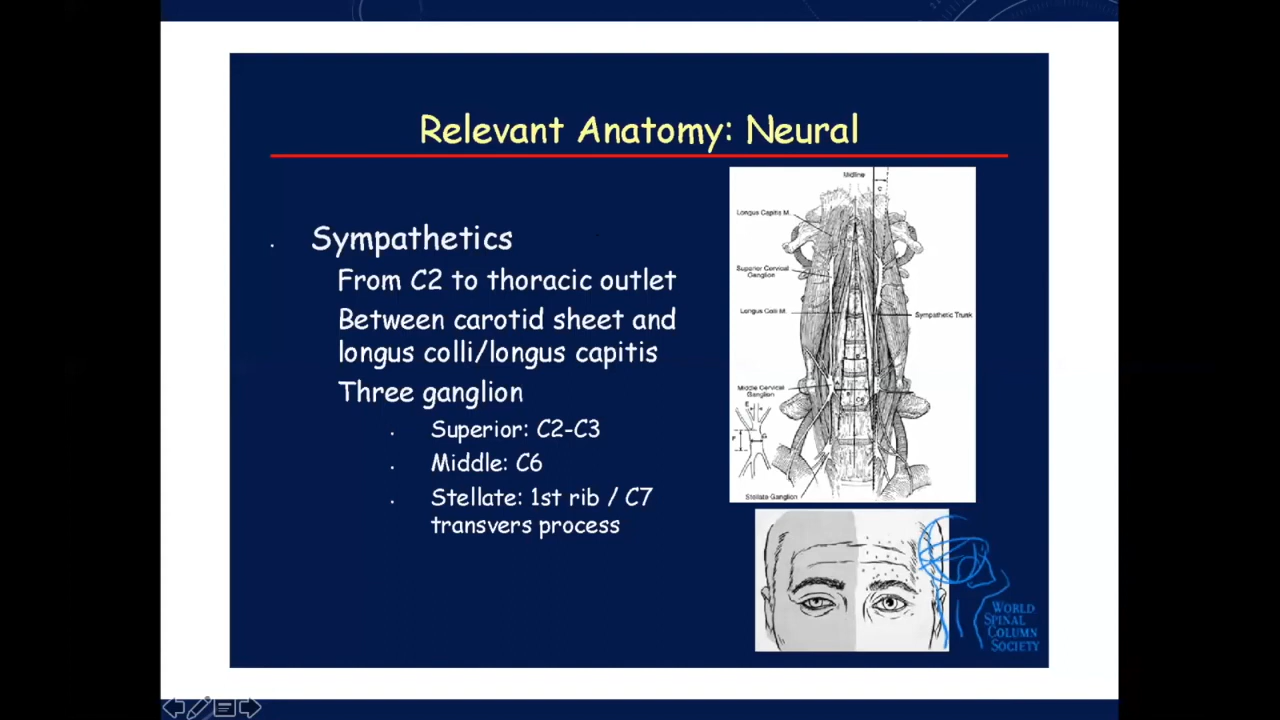 Relevant Anatomy: Neural
Sympathetics
From C2 to thoracic outlet
Between carotid sheet and
longus colli/longus capitis
Three ganglion
Superior: C2-C3
Middle: C6
Stellate: 1st rib / C7
transvers process
Midline
C
Longus Capitis M.
Superior Cervical
Ganglion
Longus Colli M.
Sympathetic Trunk
Middle Cervical
Ganglion
E
F
G
Stellate Ganglion
WORLD
SPINAL
COLUMN
SOCIETY